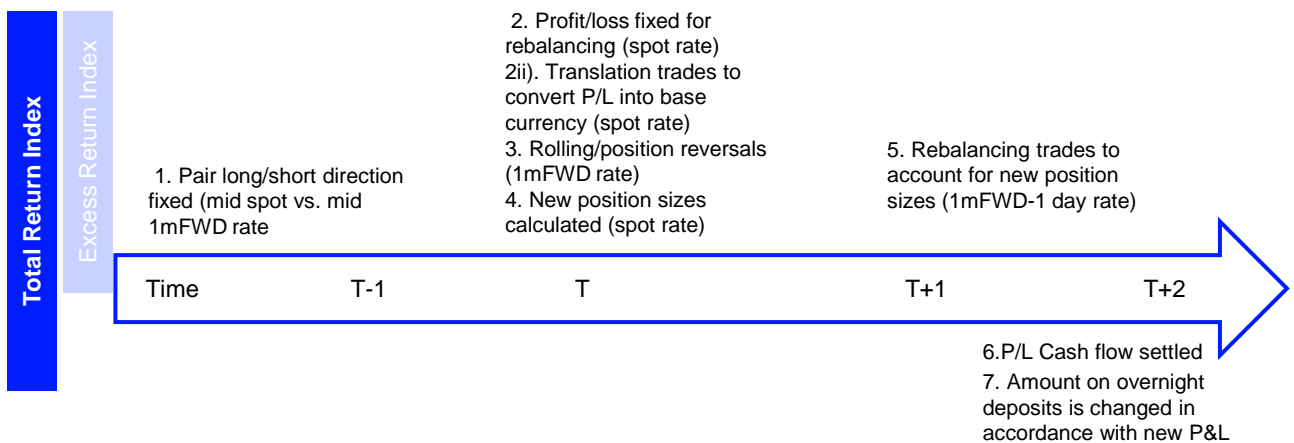 Total Return Index
Excess Return Index
1. Pair long/short direction
fixed (mid spot vs. mid
1mFWD rate
2. Profit/loss fixed for
rebalancing (spot rate)
2ii). Translation trades to
convert P/L into base
currency (spot rate)
3. Rolling/position reversals
(1mFWD rate)
4. New position sizes
calculated (spot rate)
5. Rebalancing trades to
account for new position
sizes (1mFWD-1 day rate)
Time
T-1
T
T+1
T+2
6.P/L Cash flow settled
7. Amount on overnight
deposits is changed in
accordance with new P&L